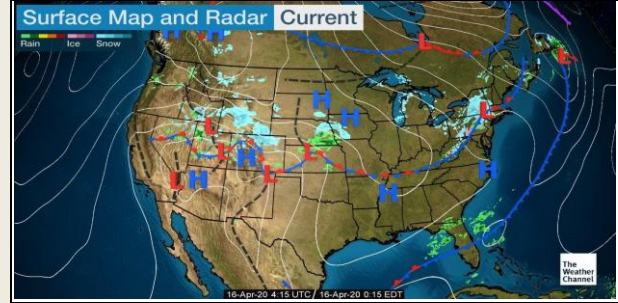 Surface Map and Radar Current
Rain Ice Snow
H H
L
L
H
H
L
L
L
H
L
L
L H
H
H
The
Weather
Channel
16-Apr-20 4:15 UTC / 16-Apr-20 0:15 EDT